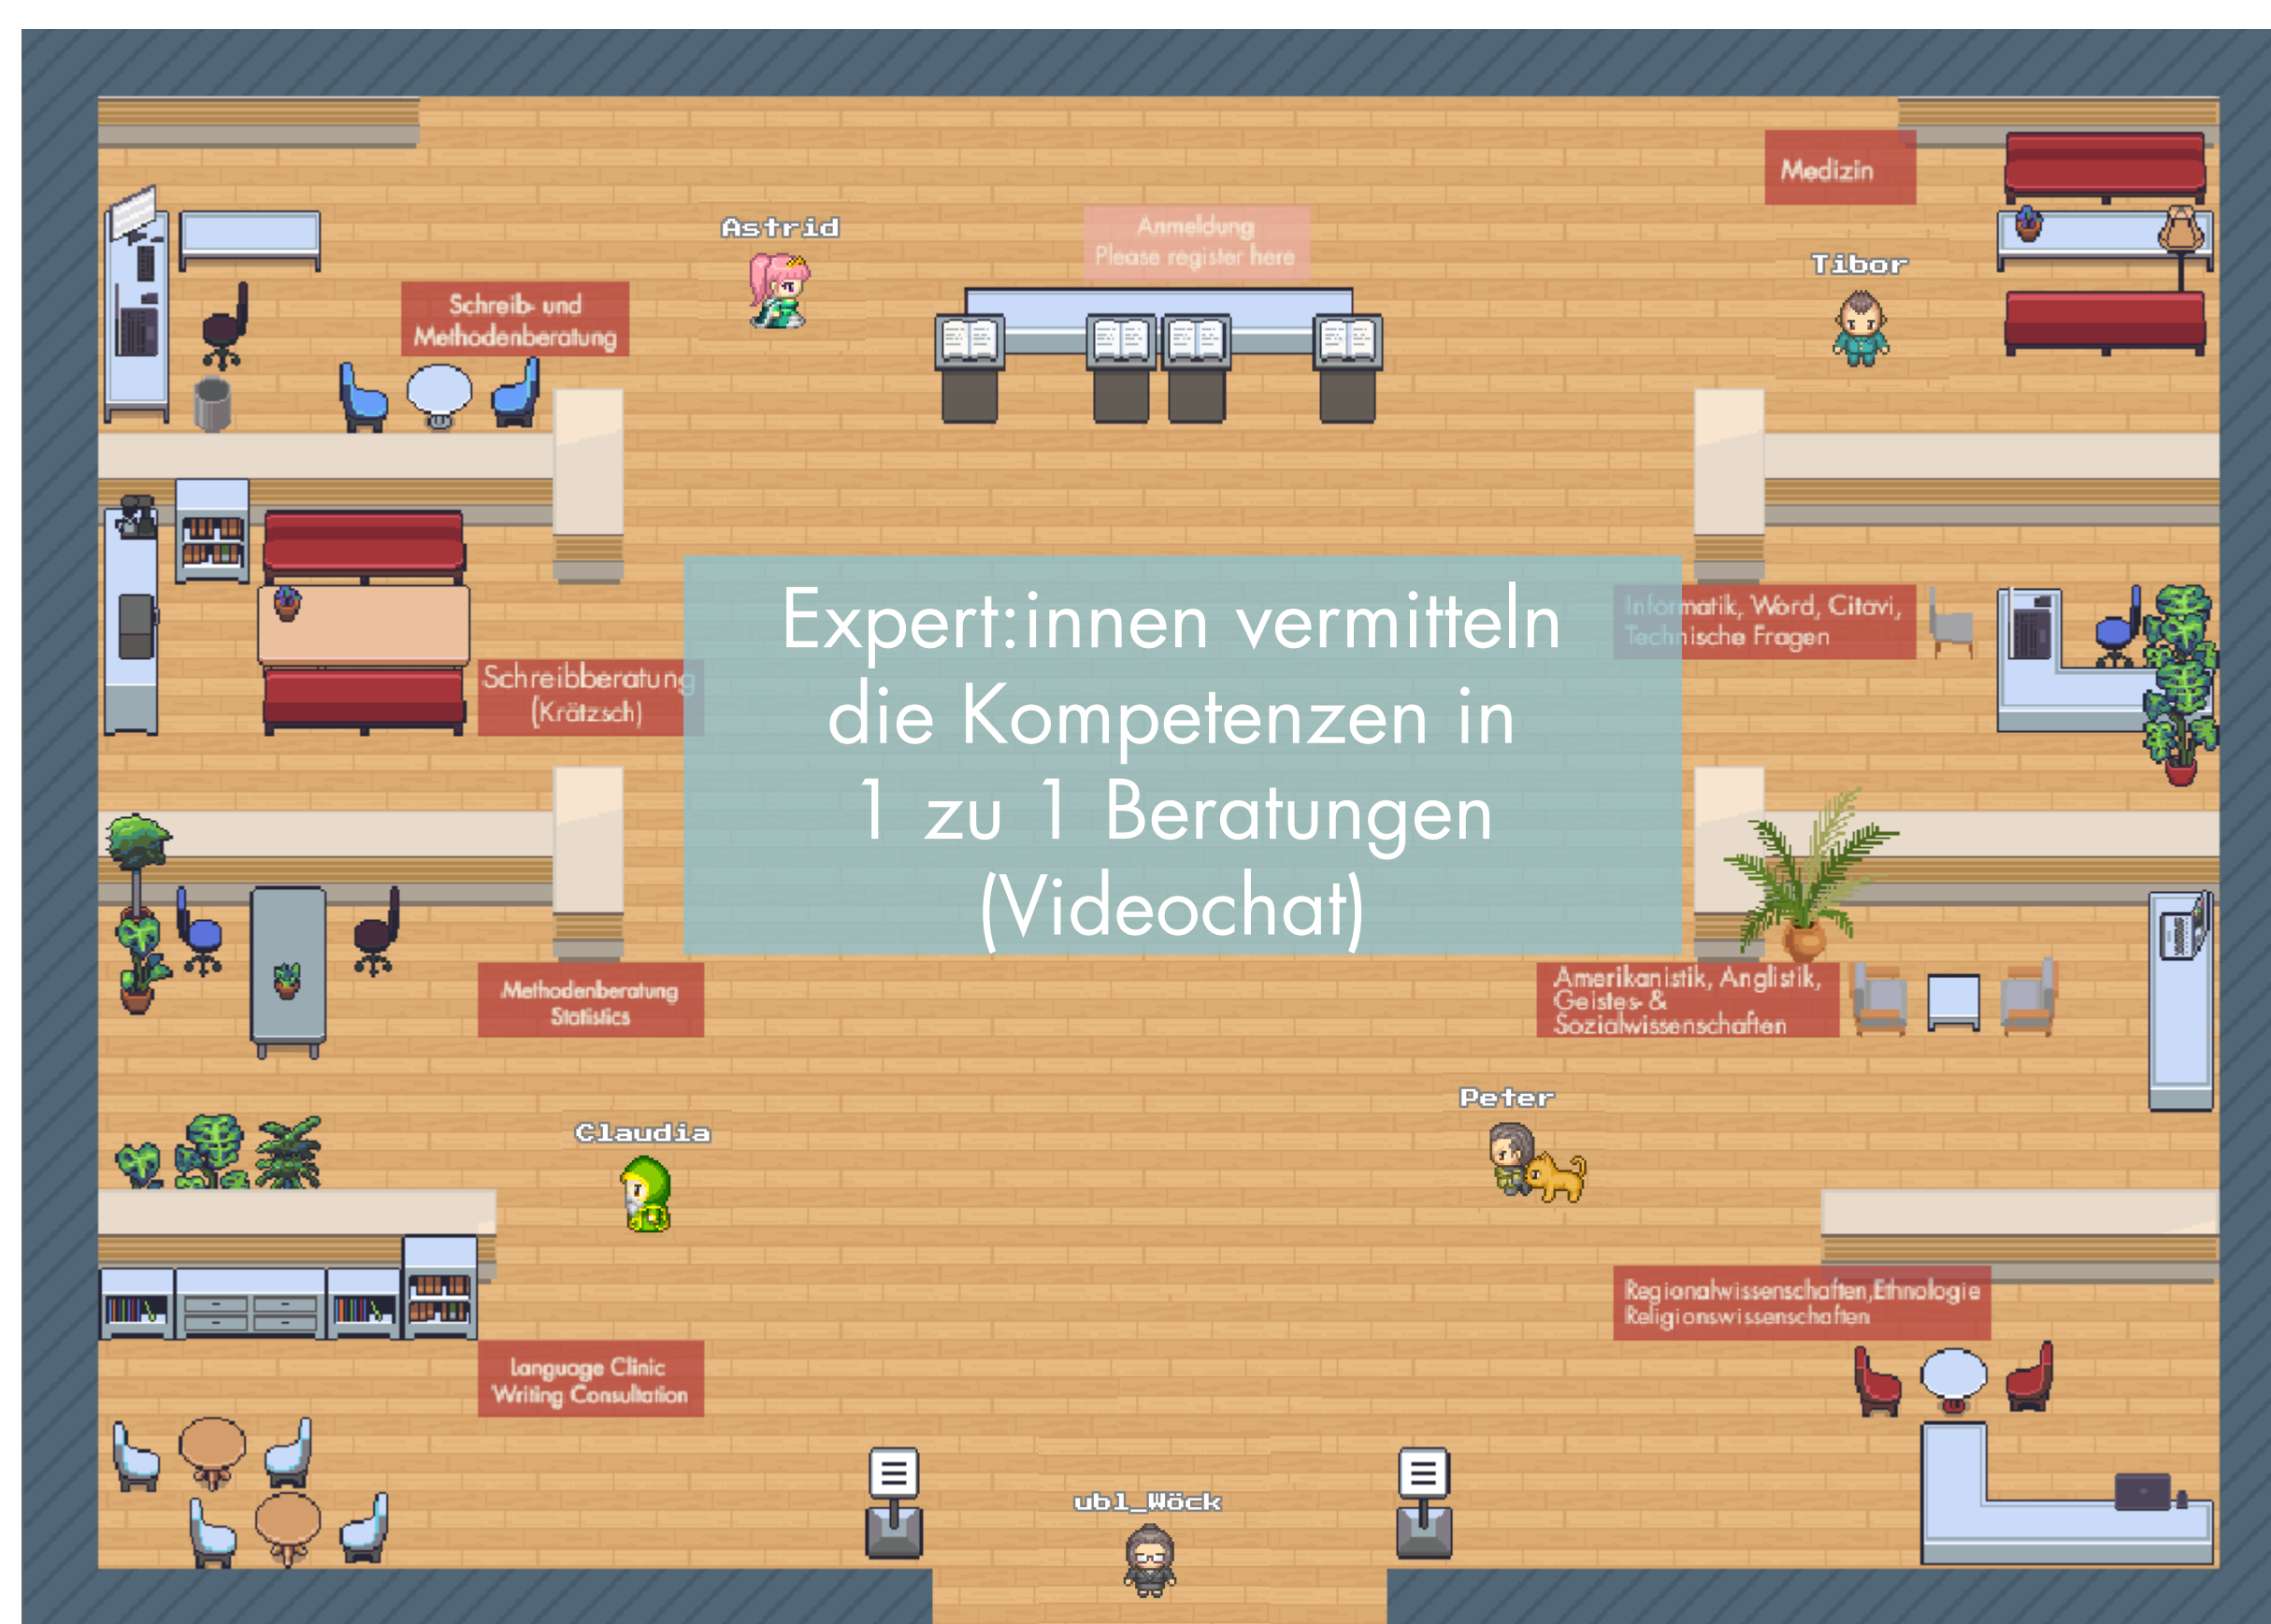 Medizin
Astrid
Anmeldung
Please register here
Tibor
Schreib- und
Methodenberatung
Expert:innen vermitteln
die Kompetenzen in
1 zu 1 Beratungen
(Videochat)
Informatik, Word, Citavi,
Technische Fragen
Schreibberatung
(Krätzsch)
Methodenberatung
Statistics
Amerikanistik, Anglistik,
Geistes- &
Sozialwissenschaften
Peter
Claudia
Regionalwissenschaften,Ethnologie
Religionswissenschaften
Language Clinic
Writing Consultation
ubl_Wöck